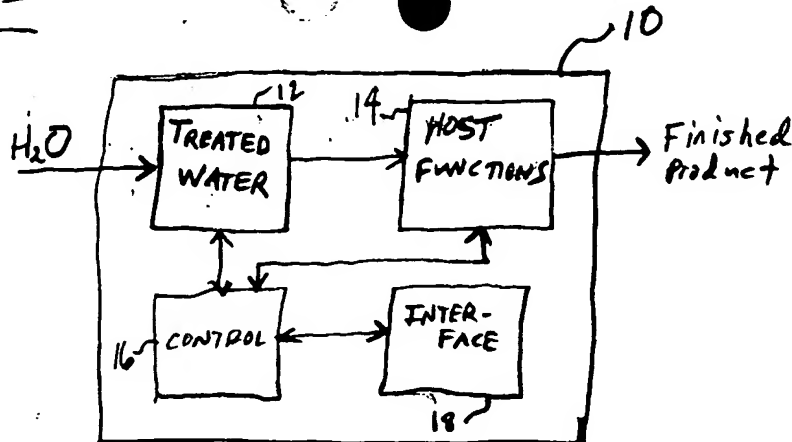 10
12
14
H₂O
TREATED
WATER
HOST
FUNCTIONS
Finished
Product
16
CONTROL
INTER-
FACE
18